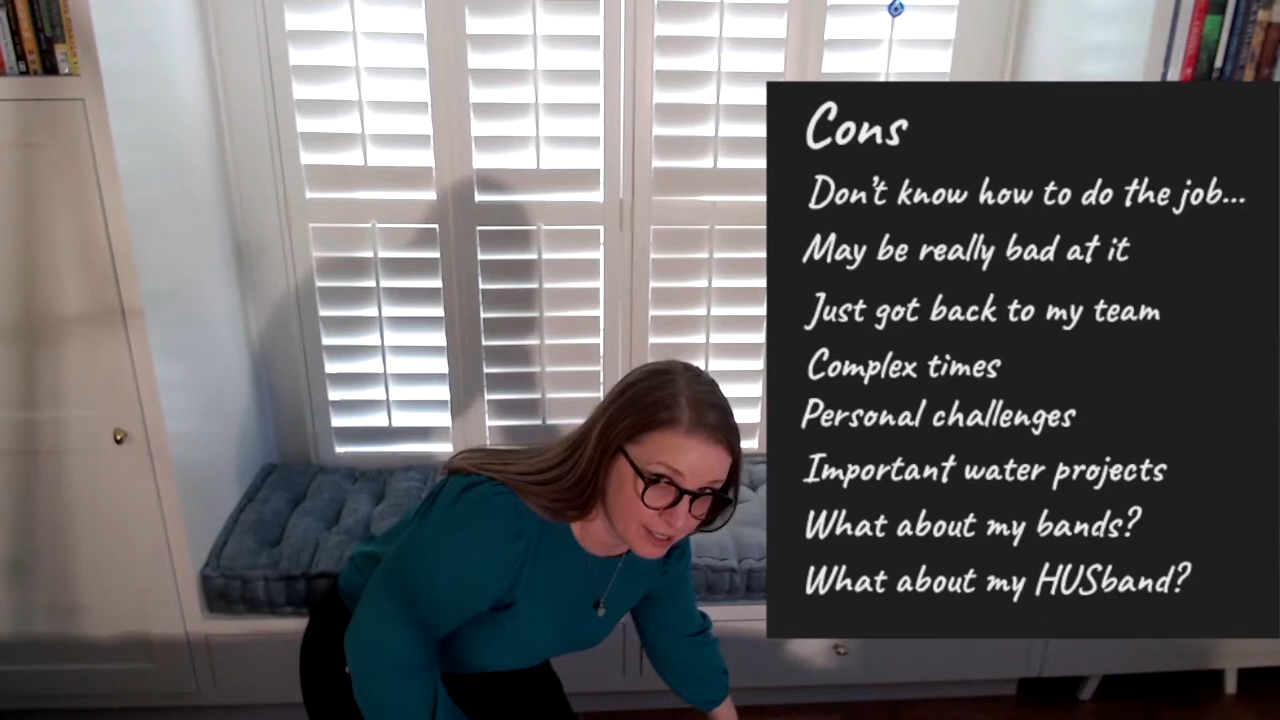 Cons
Don't know how to do the job...
May be really bad at it
Just got back to my team
Complex times
Personal challenges
Important water projects
What about my bands?
What about my HUSband?